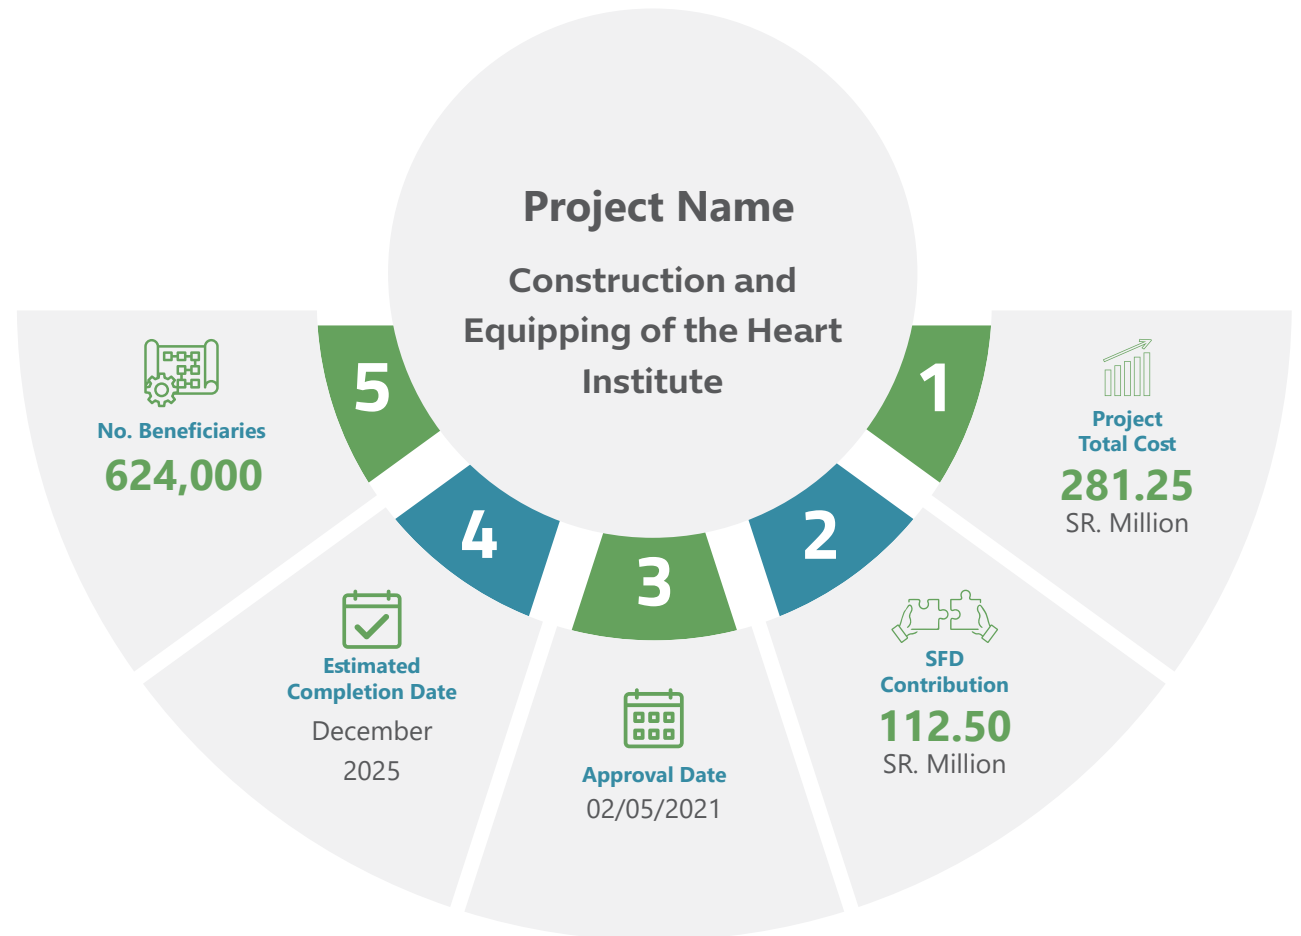 Project Name
Construction and
Equipping of the Heart
Institute
1
Project
Total Cost
281.25
SR. Million
2
SFD
Contribution
112.50
SR. Million
3
Approval Date
02/05/2021
4
Estimated
Completion Date
December
2025
5
No. Beneficiaries
624,000